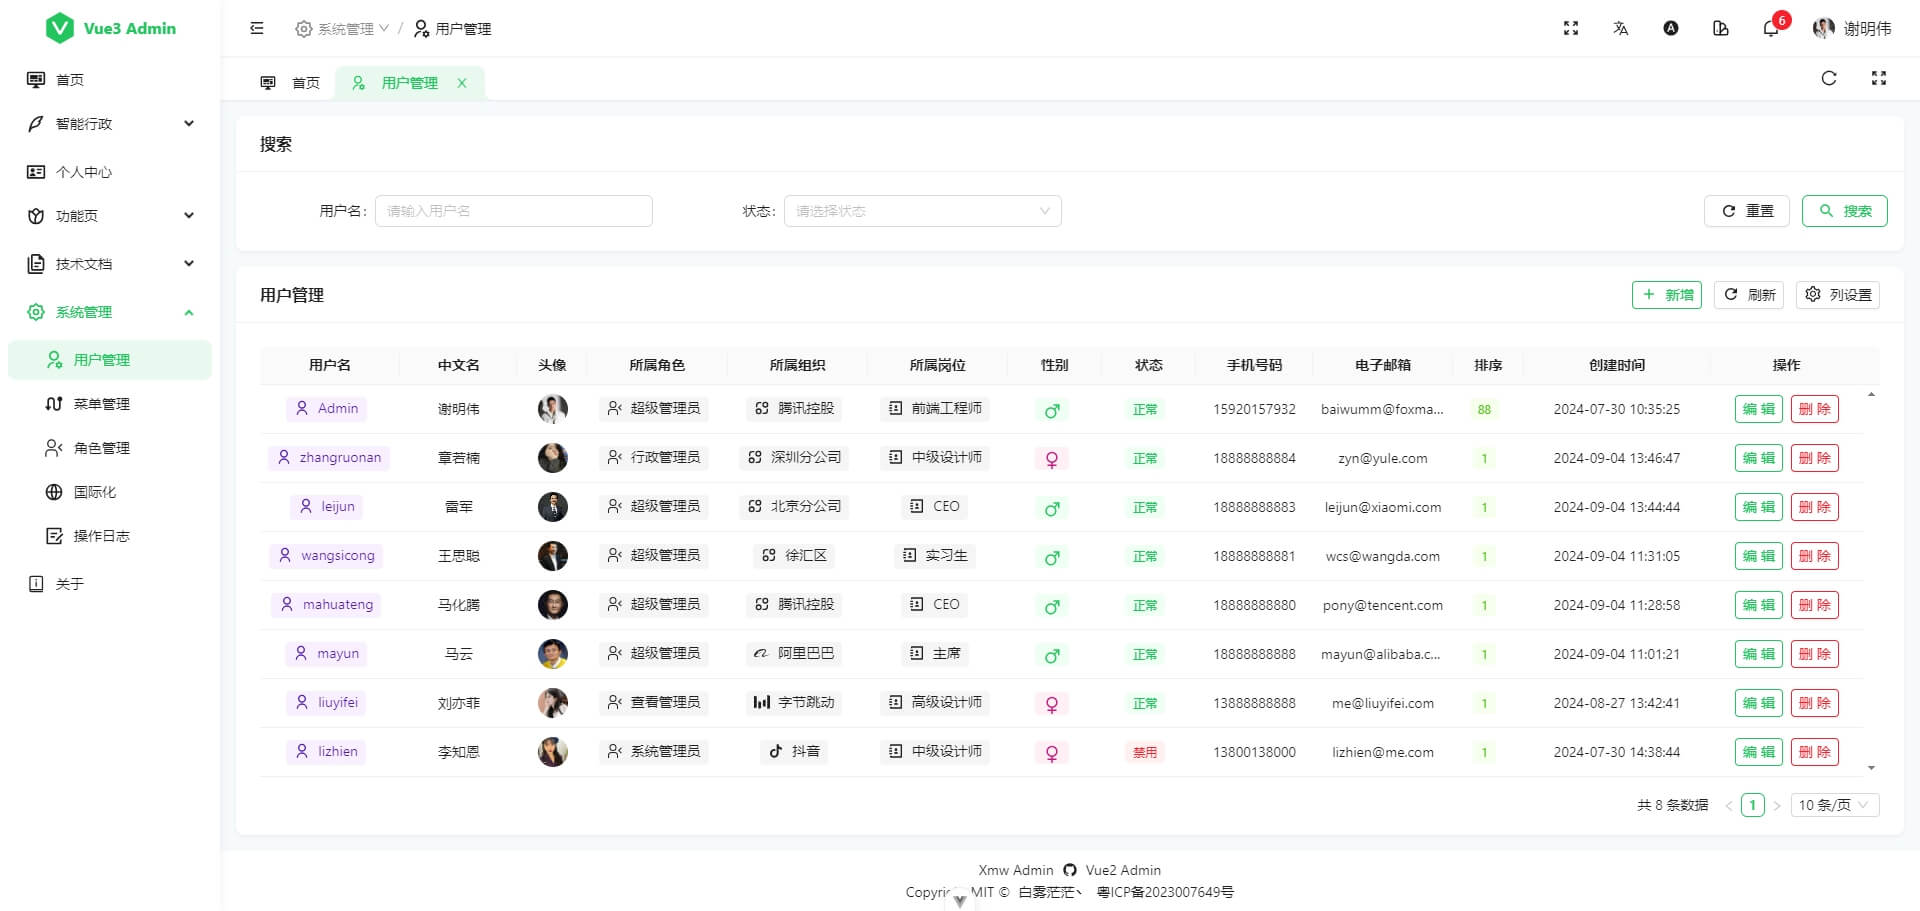 Vue3 Admin
系统管理 / 用户管理
6
谢明伟
首页
智能行政
个人中心
功能页
技术文档
系统管理
用户管理
菜单管理
角色管理
国际化
操作日志
关于
首页 用户管理
搜索
用户名: 请输入用户名 状态: 请选择状态 重置 搜索
用户管理 新增 刷新 列设置
用户名 中文名 头像 所属角色 所属组织 所属岗位 性别 状态 手机号码 电子邮箱 排序 创建时间 操作
Admin 谢明伟 超级管理员 腾讯控股 前端工程师 正常 15920157932 baiwumm@foxma... 88 2024-07-30 10:35:25 编 辑 删 除
zhangruonan 章若楠 行政管理员 深圳分公司 中级设计师 正常 18888888884 zyn@yule.com 1 2024-09-04 13:46:47 编 辑 删 除
leijun 雷军 超级管理员 北京分公司 CEO 正常 18888888883 leijun@xiaomi.com 1 2024-09-04 13:44:44 编 辑 删 除
wangsicong 王思聪 超级管理员 徐汇区 实习生 正常 18888888881 wcs@wangda.com 1 2024-09-04 11:31:05 编 辑 删 除
mahuateng 马化腾 超级管理员 腾讯控股 CEO 正常 18888888880 pony@tencent.com 1 2024-09-04 11:28:58 编 辑 删 除
mayun 马云 超级管理员 阿里巴巴 主席 正常 18888888888 mayun@alibaba.c... 1 2024-09-04 11:01:21 编 辑 删 除
liuyifei 刘亦菲 查看管理员 字节跳动 高级设计师 正常 13888888888 me@liuyifei.com 1 2024-08-27 13:42:41 编 辑 删 除
lizhien 李知恩 系统管理员 抖音 中级设计师 禁用 13800138000 lizhien@me.com 1 2024-07-30 14:38:44 编 辑 删 除
共 8 条数据 < 1 > 10 条/页
Xmw Admin Vue2 Admin
MIT © 白雾茫茫丶 粤ICP备2023007649号